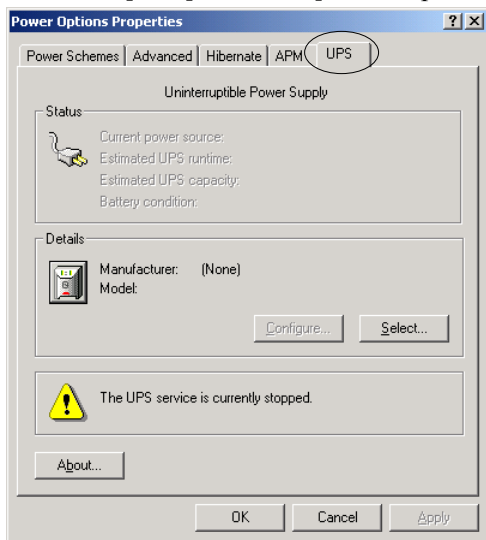 Power Options Properties
Power Schemes Advanced Hibernate APM UPS
Uninterruptible Power Supply
Status
Current power source:
Estimated UPS runtime:
Estimated UPS capacity:
Battery condition:
Details
Manufacturer: (None)
Model:
Configure... Select...
The UPS service is currently stopped.
About...
OK Cancel Apply